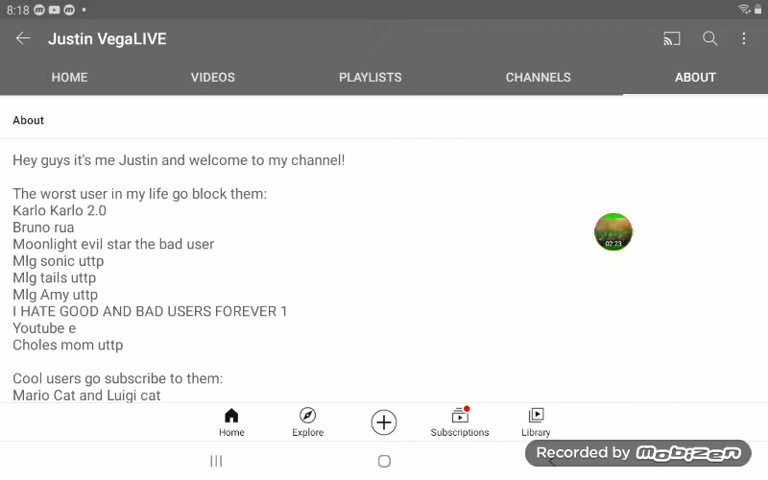 8:18
Justin VegaLIVE
HOME VIDEOS PLAYLISTS CHANNELS ABOUT
About
Hey guys it's me Justin and welcome to my channel!
The worst user in my life go block them:
Karlo Karlo 2.0
Bruno rua
Moonlight evil star the bad user
Mlg sonic uttp
Mlg tails uttp
Mlg Amy uttp
I HATE GOOD AND BAD USERS FOREVER 1
Youtube e
Choles mom uttp
Cool users go subscribe to them:
Mario Cat and Luigi cat
02:23
Home Explore Subscriptions Library
Recorded by mobizen